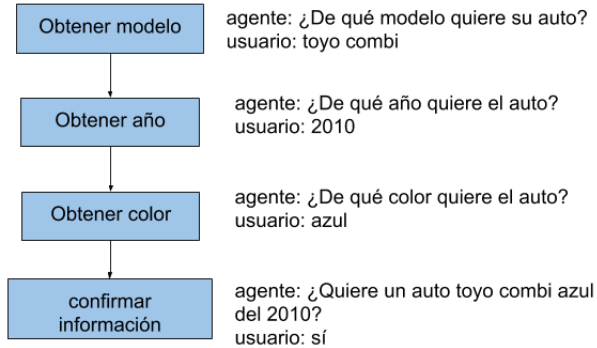 Obtener modelo
agente: ¿De qué modelo quiere su auto?
usuario: toyo combi
Obtener año
agente: ¿De qué año quiere el auto?
usuario: 2010
Obtener color
agente: ¿De qué color quiere el auto?
usuario: azul
confirmar
información
agente: ¿Quiere un auto toyo combi azul
del 2010?
usuario: sí